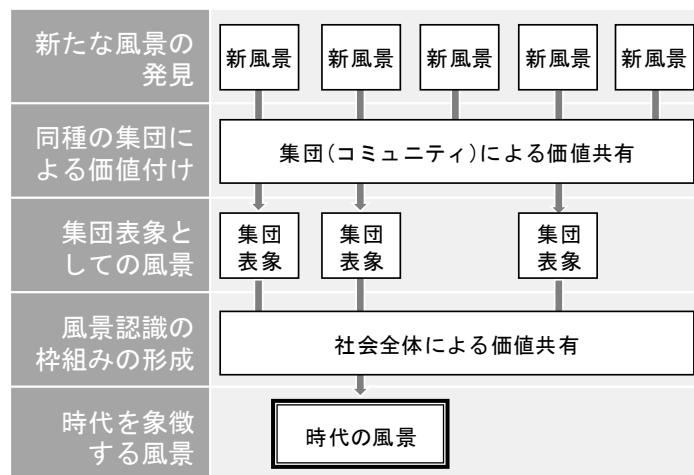 新たな風景の
発見
新風景 新風景 新風景 新風景 新風景
同種の集団に
よる価値付け
集団(コミュニティ)による価値共有
集団表象と
しての風景
集団 集団 集団
表象 表象 表象
風景認識の
枠組みの形成
社会全体による価値共有
時代を象徴
する風景
時代の風景